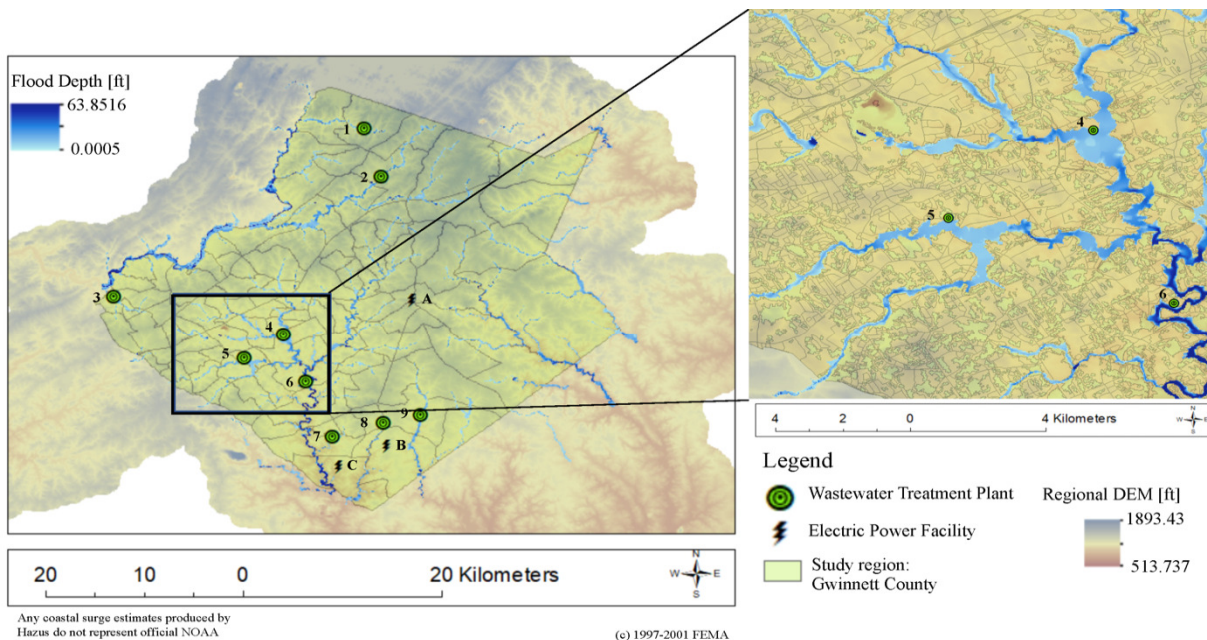 Flood Depth [ft]
63.8516
0.0005
1
2
3
4
5
6
7
8
9
A
B
C
20 10 0 20 Kilometers
N
W E
S
Any coastal surge estimates produced by
Hazus do not represent official NOAA
(c) 1997-2001 FEMA
4
5
6
4 2 0 4 Kilometers
N
W E
S
Legend
Wastewater Treatment Plant
Electric Power Facility
Study region:
Gwinnett County
Regional DEM [ft]
1893.43
513.737